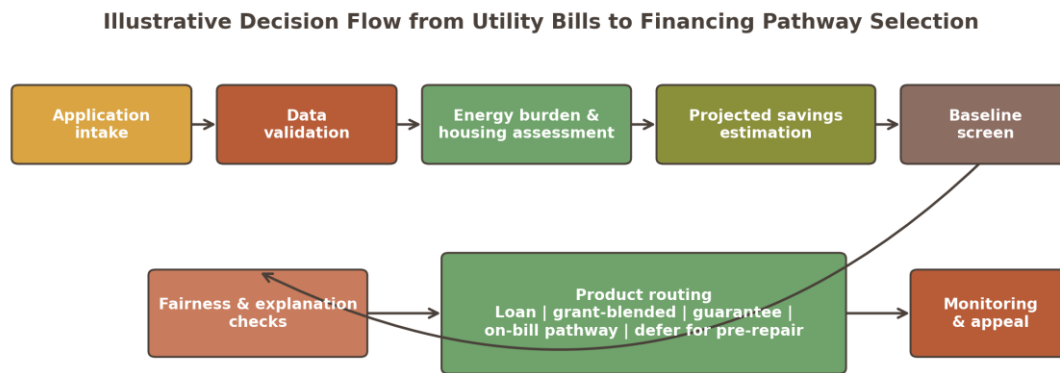 Illustrative Decision Flow from Utility Bills to Financing Pathway Selection
Application
intake
Data
validation
Energy burden &
housing assessment
Projected savings
estimation
Baseline
screen
Fairness & explanation
checks
Product routing
Loan | grant-blended | guarantee |
on-bill pathway | defer for pre-repair
Monitoring
& appeal